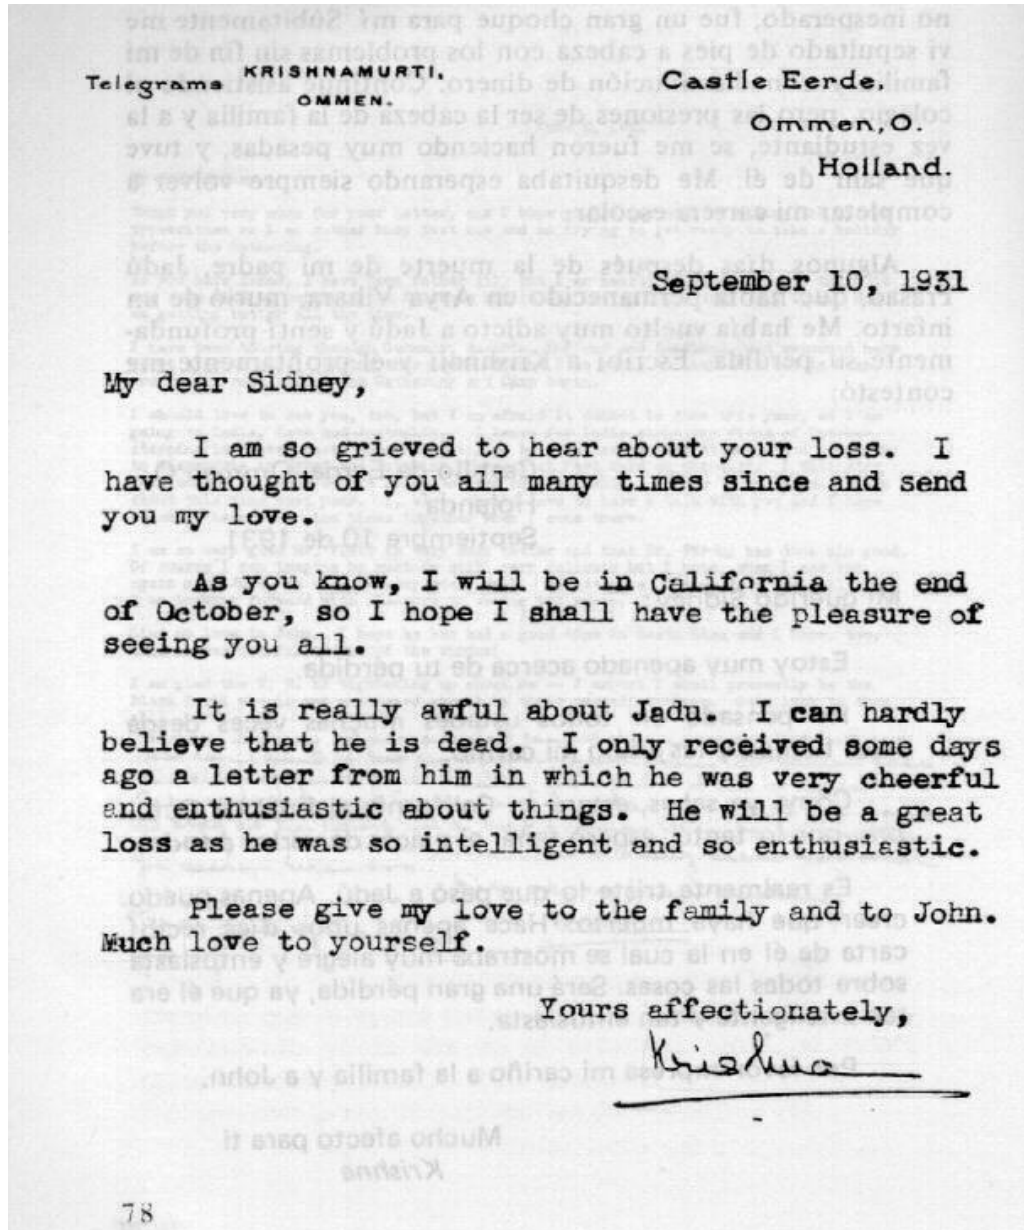 Telegrams KRISHNAMURTI,
OMMEN.
Castle Eerde,
Ommen, O.
Holland.
September 10, 1931
My dear Sidney,
I am so grieved to hear about your loss. I
have thought of you all many times since and send
you my love.
As you know, I will be in California the end
of October, so I hope I shall have the pleasure of
seeing you all.
It is really awful about Jadu. I can hardly
believe that he is dead. I only received some days
ago a letter from him in which he was very cheerful
and enthusiastic about things. He will be a great
loss as he was so intelligent and so enthusiastic.
Please give my love to the family and to John.
Much love to yourself.
Yours affectionately,
Krishna
78